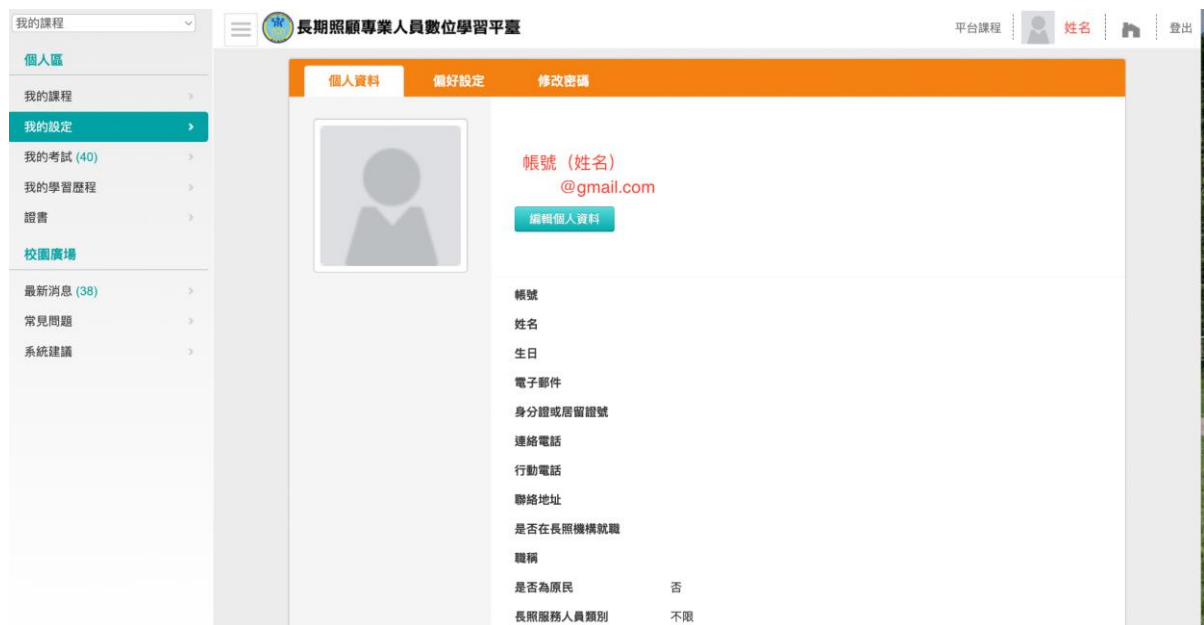 我的課程
個人區
我的課程
我的設定
我的考試 (40)
我的學習歷程
證書
校園廣場
最新消息 (38)
常見問題
系統建議
長期照顧專業人員數位學習平臺
平台課程 姓名 登出
個人資料 偏好設定 修改密碼
帳號（姓名）
@gmail.com
編輯個人資料
帳號
姓名
生日
電子郵件
身分證或居留證號
連絡電話
行動電話
聯絡地址
是否在長照機構就職
職稱
是否為原民 否
長照服務人員類別 不限